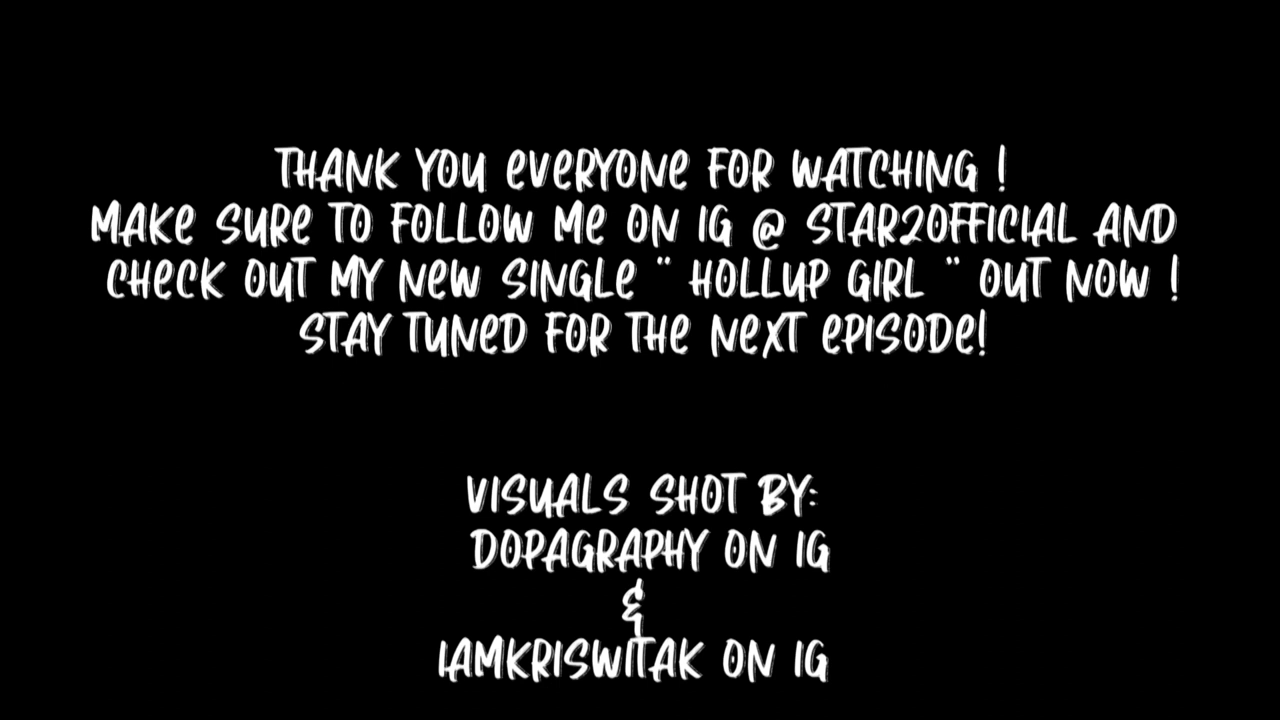 THANK YOU EVERYONE FOR WATCHING !
MAKE SURE TO FOLLOW ME ON IG @ STAR2OFFICIAL AND
CHECK OUT MY NEW SINGLE " HOLLUP GIRL " OUT NOW !
STAY TUNED FOR THE NEXT EPISODE!
VISUALS SHOT BY:
DOPAGRAPHY ON IG
&
IAMKRISWITAK ON IG